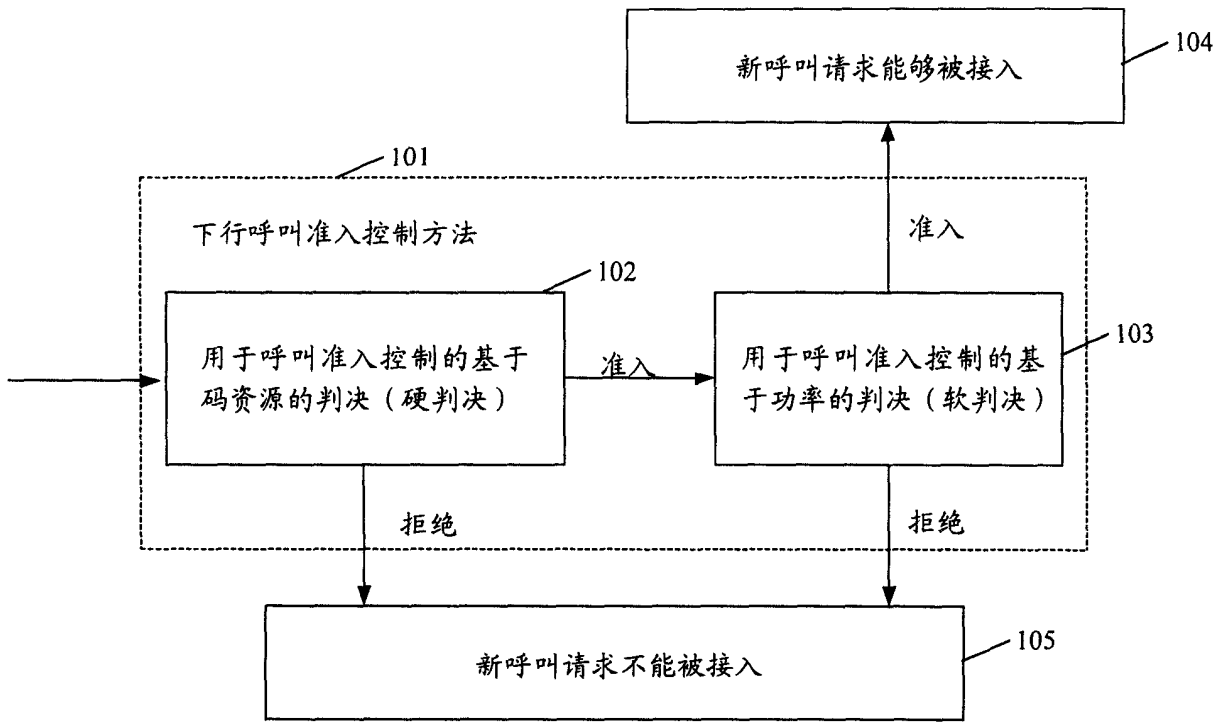 104
新呼叫请求能够被接入
101
下行呼叫准入控制方法
准入
102
103
用于呼叫准入控制的基于
码资源的判决（硬判决）
准入
用于呼叫准入控制的基
于功率的判决（软判决）
拒绝
拒绝
105
新呼叫请求不能被接入